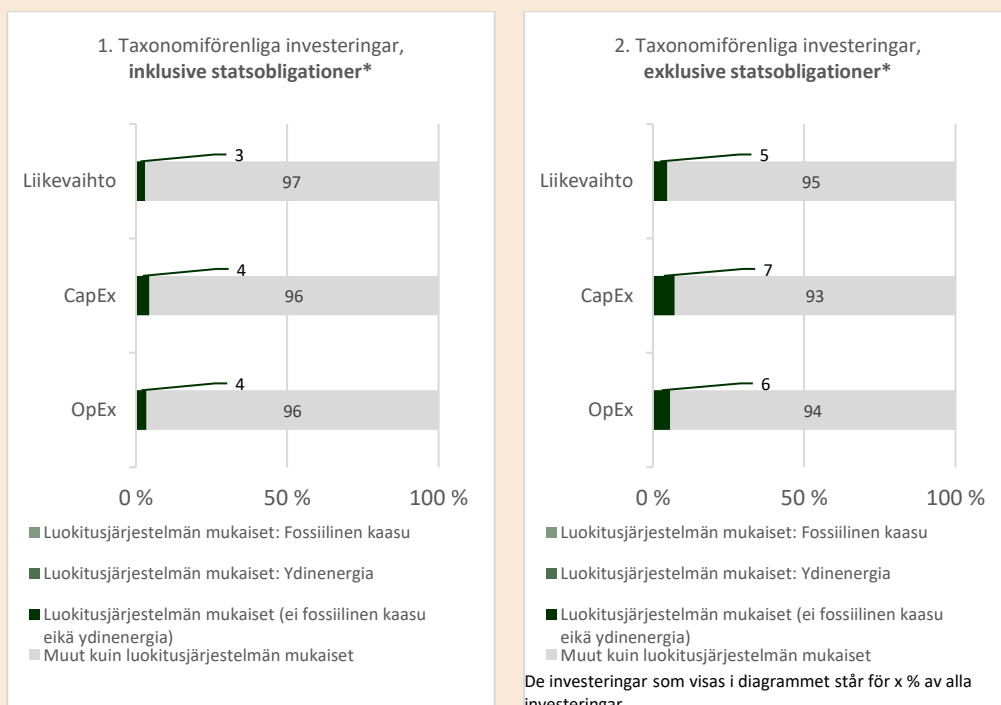 1. Taxonomiförenliga investeringar,
inklusive statsobligationer*
Liikevaihto
3
97
CapEx
4
96
OpEx
4
96
0 %
50 %
100 %
Luokitusjärjestelmän mukaiset: Fossiilinen kaasu
Luokitusjärjestelmän mukaiset: Ydinenergia
Luokitusjärjestelmän mukaiset (ei fossiilinen kaasu
eikä ydinenergia)
Muut kuin luokitusjärjestelmän mukaiset
2. Taxonomiförenliga investeringar,
exklusive statsobligationer*
Liikevaihto
5
95
CapEx
7
93
OpEx
6
94
0 %
50 %
100 %
Luokitusjärjestelmän mukaiset: Fossiilinen kaasu
Luokitusjärjestelmän mukaiset: Ydinenergia
Luokitusjärjestelmän mukaiset (ei fossiilinen kaasu
eikä ydinenergia)
Muut kuin luokitusjärjestelmän mukaiset
De investeringar som visas i diagrammet står för x % av alla
investeringar